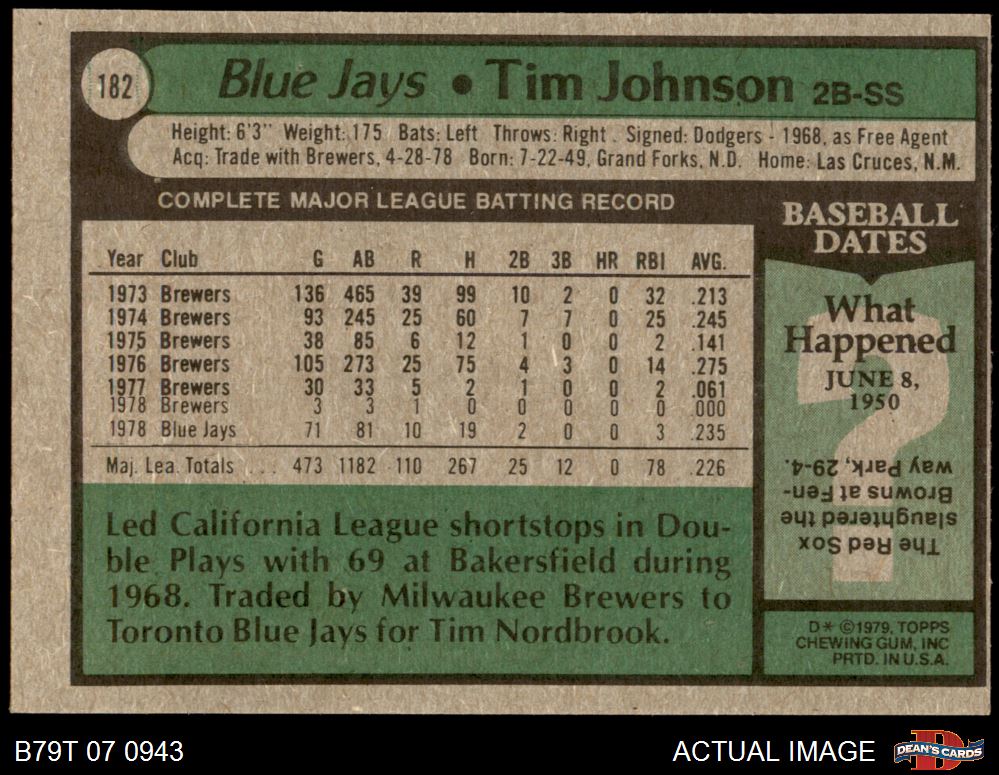 182
Blue Jays • Tim Johnson 2B-SS
Height: 6'3" Weight: 175 Bats: Left Throws: Right. Signed: Dodgers - 1968, as Free Agent
Acq: Trade with Brewers, 4-28-78 Born: 7-22-49, Grand Forks, N.D. Home: Las Cruces, N.M.
COMPLETE MAJOR LEAGUE BATTING RECORD
Year Club G AB R H 2B 3B HR RBI AVG.
1973 Brewers 136 465 39 99 10 2 0 32 .213
1974 Brewers 93 245 25 60 7 7 0 25 .245
1975 Brewers 38 85 6 12 1 0 0 2 .141
1976 Brewers 105 273 25 75 4 3 0 14 .275
1977 Brewers 30 33 5 2 1 0 0 2 .061
1978 Brewers 3 3 1 0 0 0 0 0 .000
1978 Blue Jays 71 81 10 19 2 0 0 3 .235
Maj. Lea. Totals ... 473 1182 110 267 25 12 0 78 .226
Led California League shortstops in Dou-
ble Plays with 69 at Bakersfield during
1968. Traded by Milwaukee Brewers to
Toronto Blue Jays for Tim Nordbrook.
BASEBALL
DATES
What
Happened
JUNE 8,
1950
The Red Sox
slaughtered the
Browns at Fen-
way Park, 29-4.
D* ©1979, TOPPS
CHEWING GUM, INC
PRTD. IN U.S.A.
B79T 07 0943
ACTUAL IMAGE
D
DEAN'S CARDS